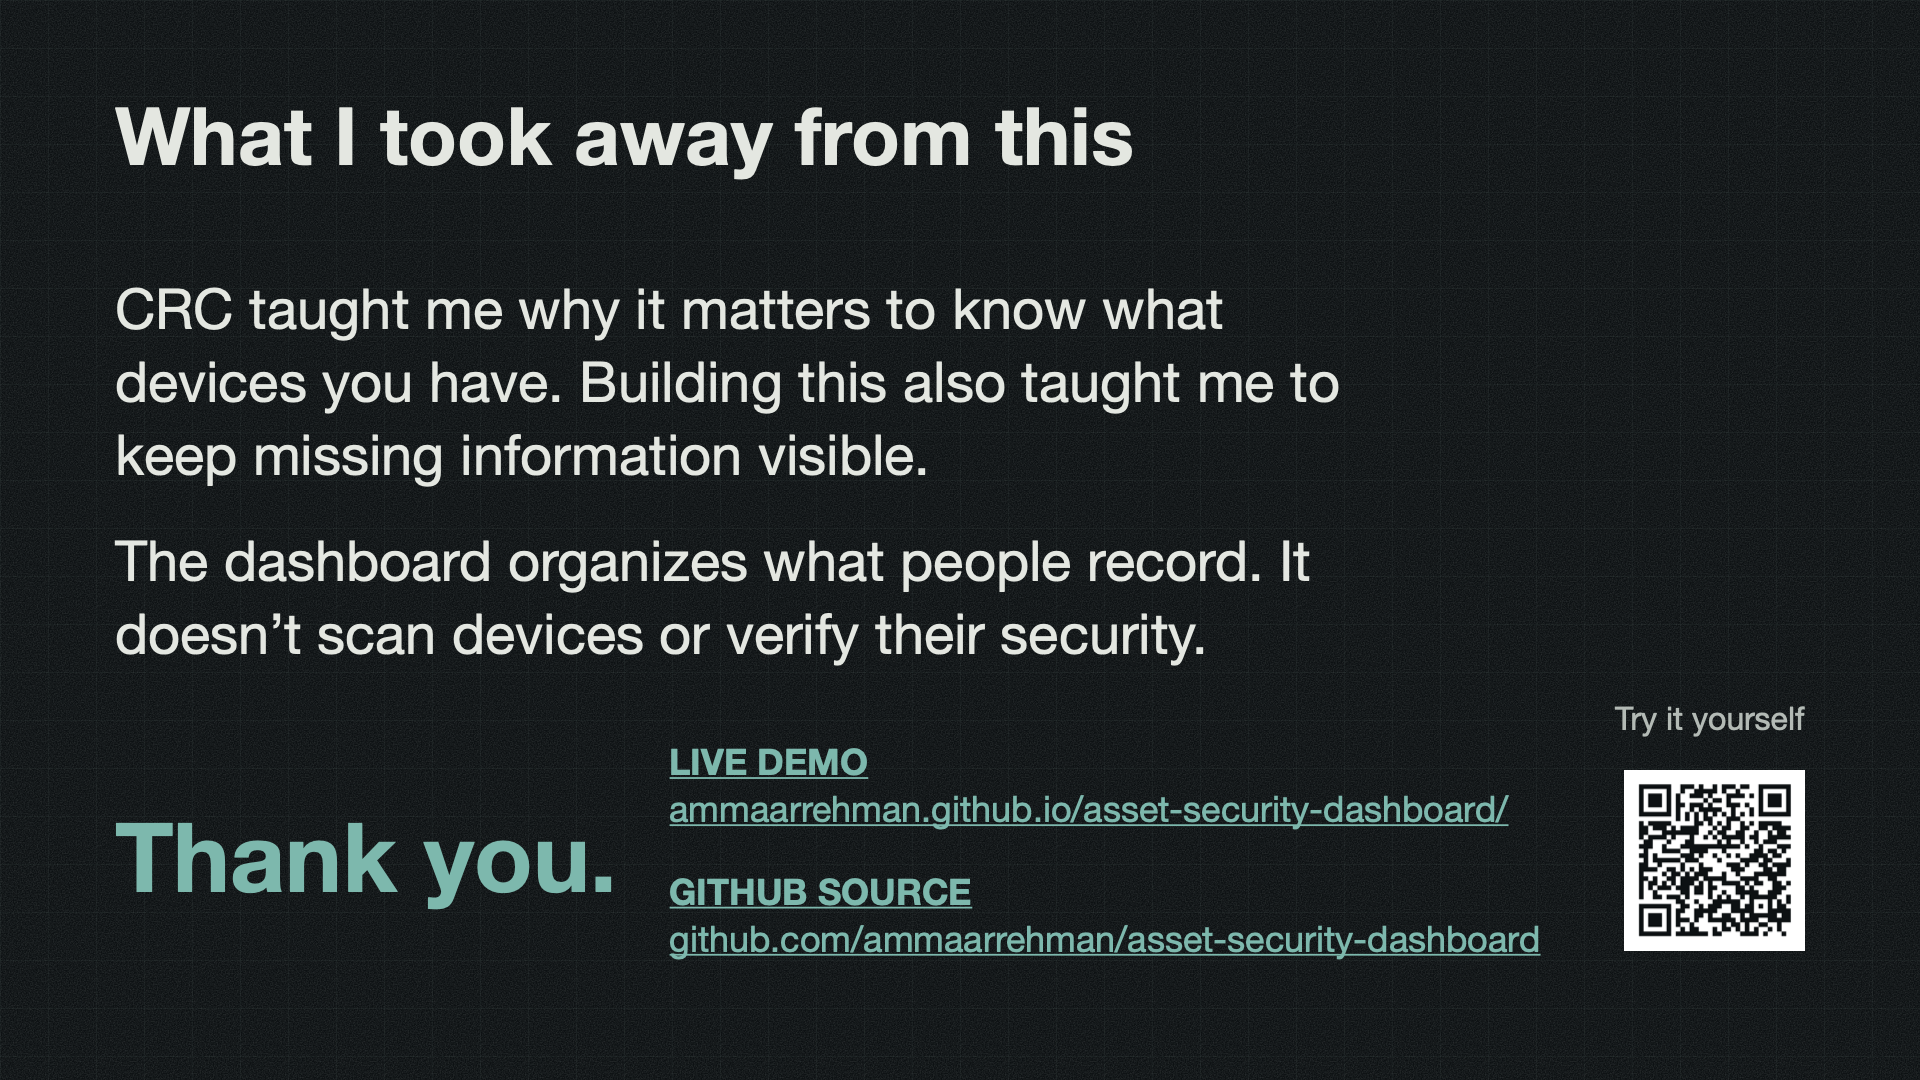 What I took away from this
CRC taught me why it matters to know what
devices you have. Building this also taught me to
keep missing information visible.
The dashboard organizes what people record. It
doesn’t scan devices or verify their security.
Thank you.
LIVE DEMO
ammaarrehman.github.io/asset-security-dashboard/
GITHUB SOURCE
github.com/ammaarrehman/asset-security-dashboard
Try it yourself